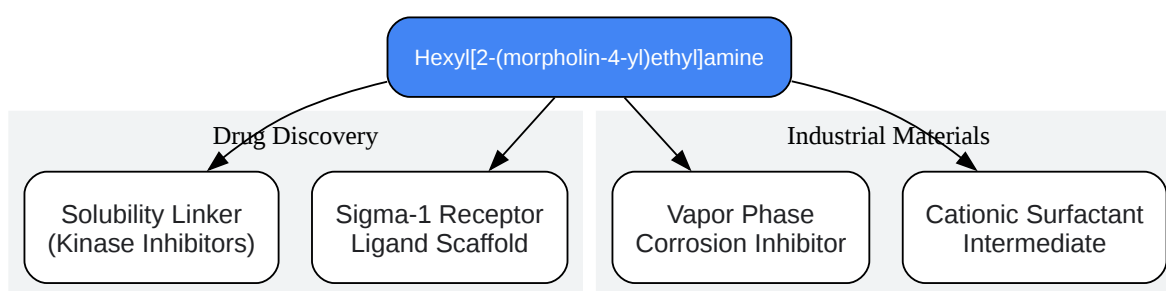 Hexyl[2-(morpholin-4-yl)ethyl]amine
Drug Discovery
Industrial Materials
Solubility Linker
(Kinase Inhibitors)
Sigma-1 Receptor
Ligand Scaffold
Vapor Phase
Corrosion Inhibitor
Cationic Surfactant
Intermediate